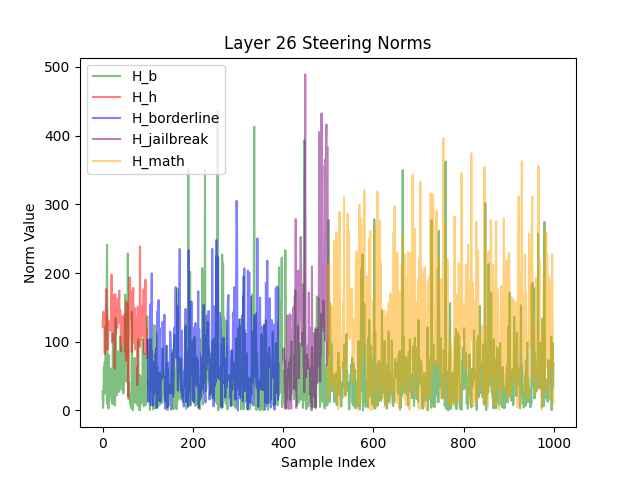 Layer 26 Steering Norms
H_b
H_h
H_borderline
H_jailbreak
H_math
Norm Value
500
400
300
200
100
0
0
200
400
600
800
1000
Sample Index